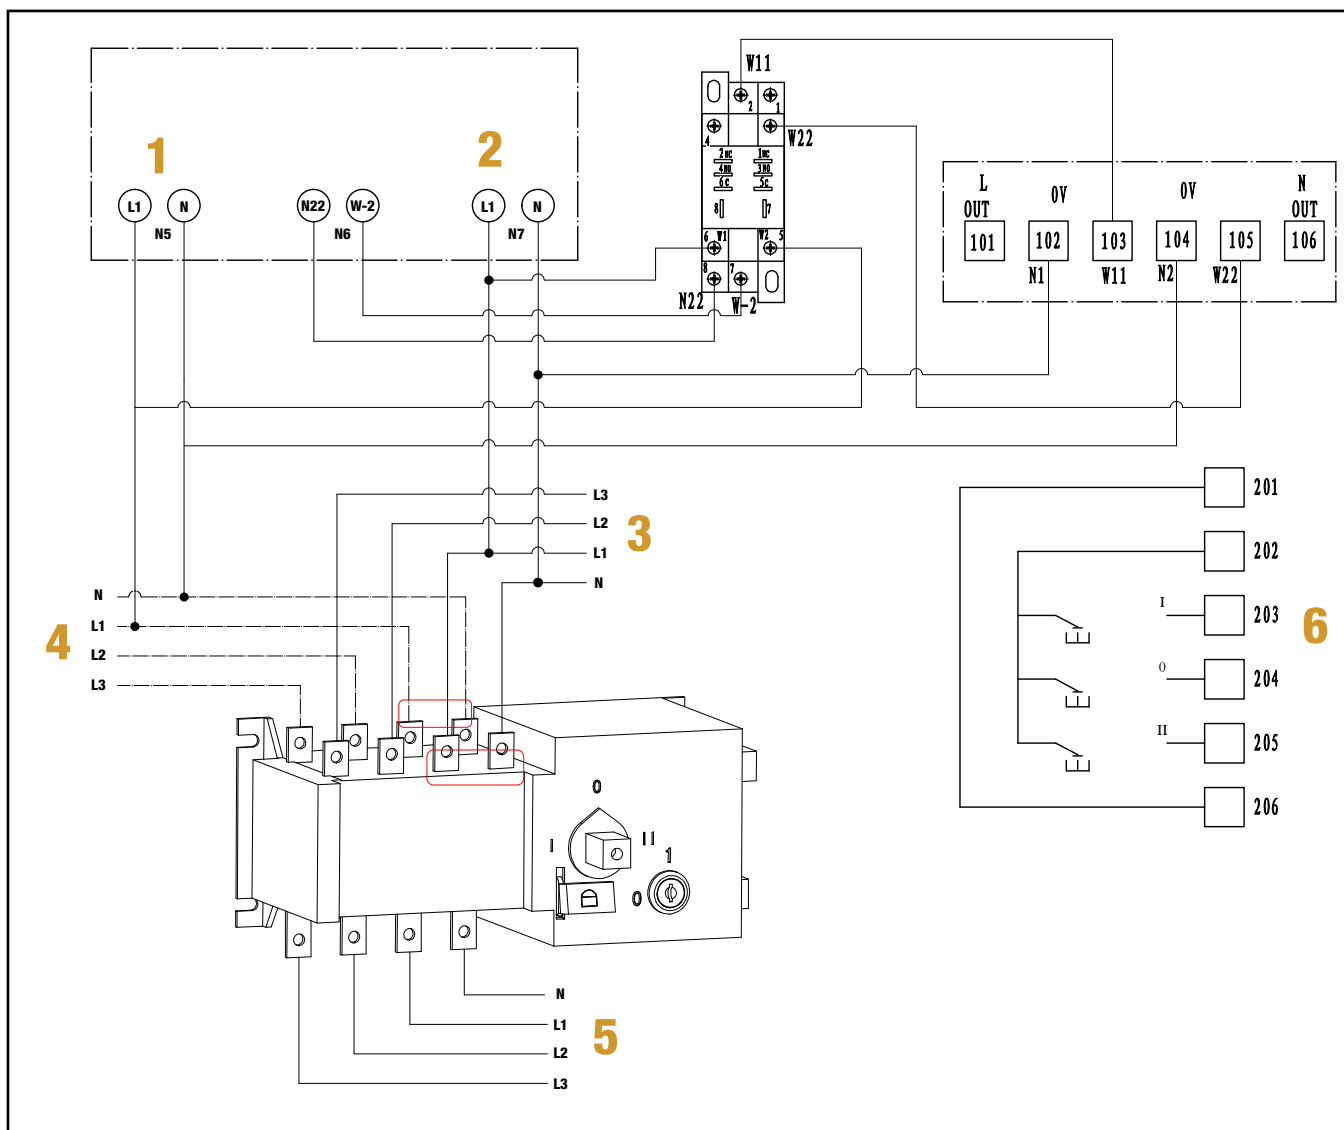 W11
2 1
4 W22
2NC 1NC
4NO 3NO
6C 5C
8 7
6 W1 W2 5
8 7
N22 W-2
1 2
L1 N N22 W-2 L1 N
N5 N6 N7
L OUT 0V 0V N OUT
101 102 103 104 105 106
N1 W11 N2 W22
L3
L2
L1
N
3
N
L1
L2
L3
4
201
202
I 203
0 204
II 205
206
6
0
I II
1
0
N
L1
L2
L3
5